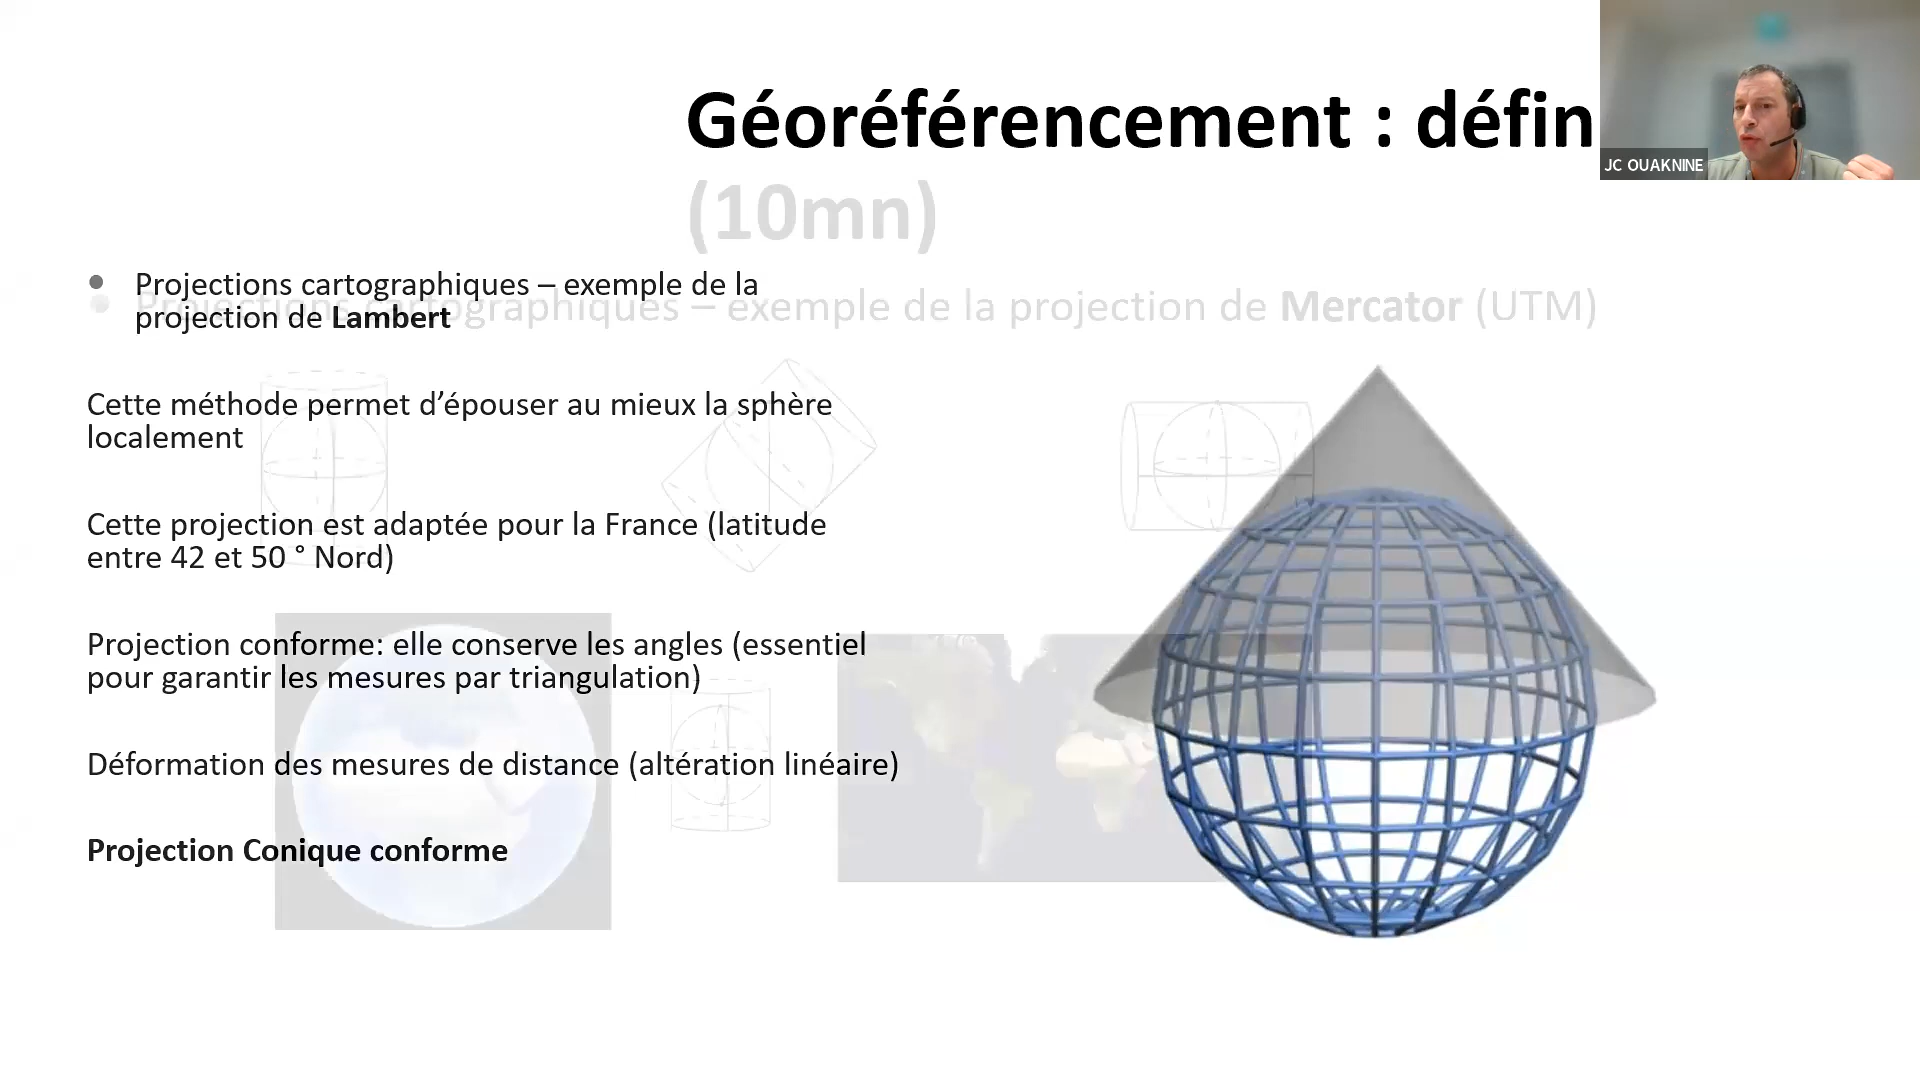 Géoréférencement : défin
JC OUAKNINE
(10mn)
Projections cartographiques – exemple de la
projection de Lambert
Projections cartographiques – exemple de la projection de Mercator (UTM)
Cette méthode permet d’épouser au mieux la sphère
localement
Cette projection est adaptée pour la France (latitude
entre 42 et 50 ° Nord)
Projection conforme: elle conserve les angles (essentiel
pour garantir les mesures par triangulation)
Déformation des mesures de distance (altération linéaire)
Projection Conique conforme